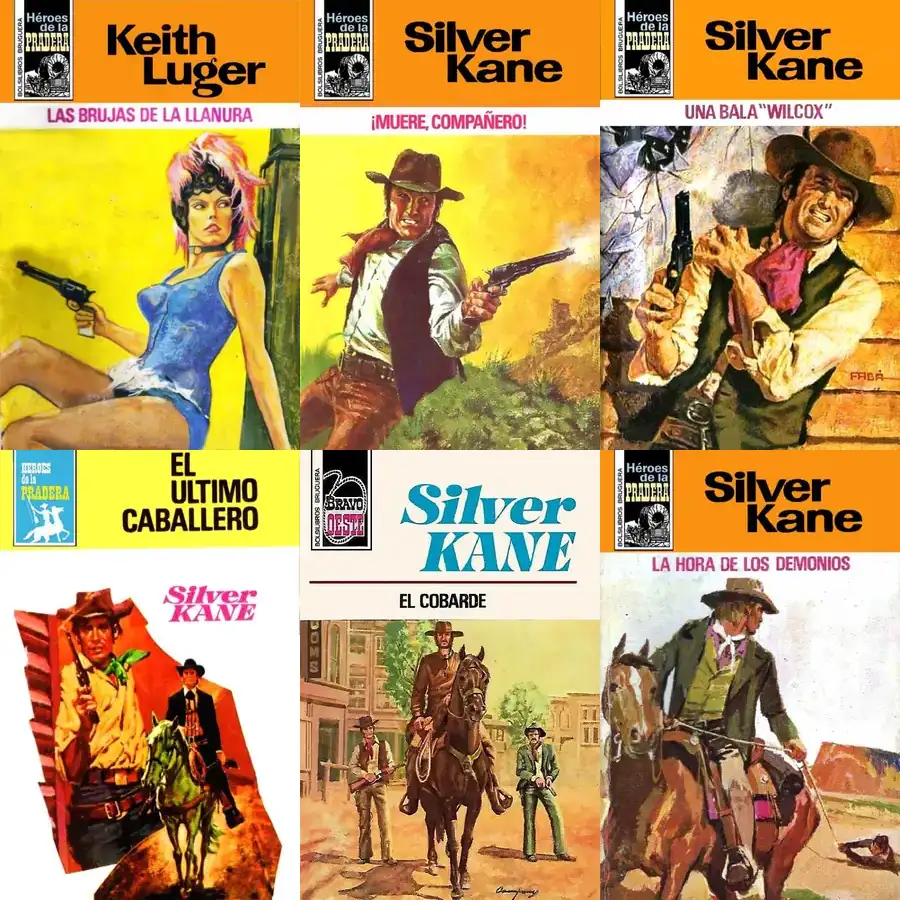 BOLSILIBROS BRUGUERA
Héroes
de la
PRADERA
Keith
Luger
LAS BRUJAS DE LA LLANURA
BOLSILIBROS BRUGUERA
Héroes
de la
PRADERA
Silver
Kane
¡MUERE, COMPAÑERO!
BOLSILIBROS BRUGUERA
Héroes
de la
PRADERA
Silver
Kane
UNA BALA "WILCOX"
FABÁ
HEROES
de la
PRADERA
EL
ULTIMO
CABALLERO
Silver
KANE
BOLSILIBROS BRUGUERA
BRAVO
OESTE
Silver
KANE
EL COBARDE
OOMS
BOLSILIBROS BRUGUERA
Héroes
de la
PRADERA
Silver
Kane
LA HORA DE LOS DEMONIOS